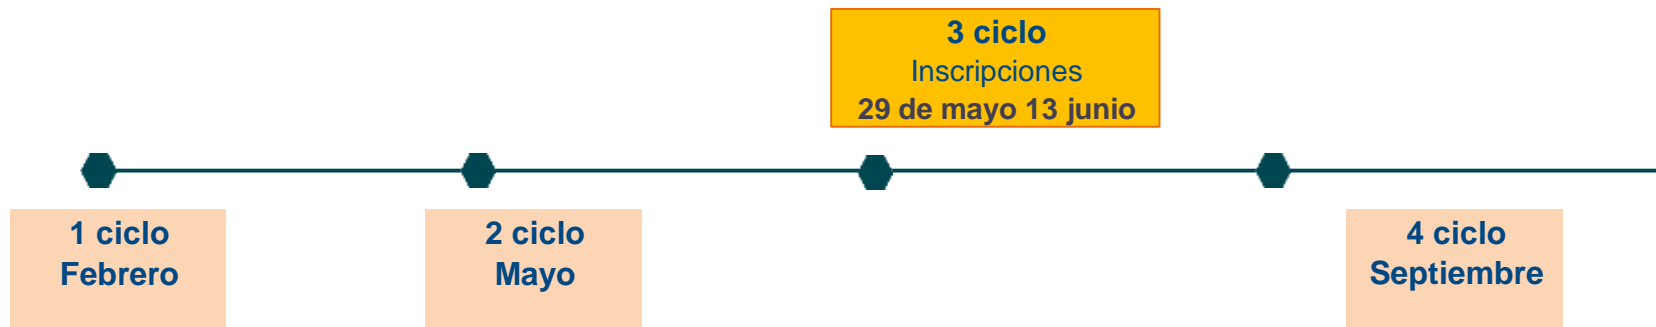 3 ciclo
Inscripciones
29 de mayo 13 junio
1 ciclo
Febrero
2 ciclo
Mayo
4 ciclo
Septiembre